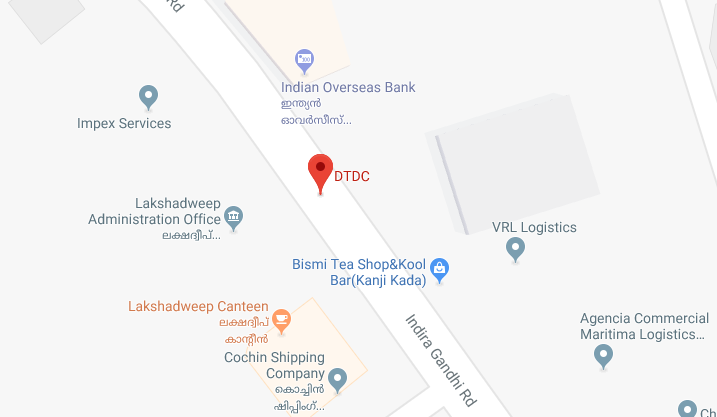 Rd
Indian Overseas Bank
ഇന്ത്യൻ
ഓവർസീസ്...
Impex Services
DTDC
Lakshadweep
Administration Office
ലക്ഷദ്വീപ്...
VRL Logistics
Bismi Tea Shop&Kool
Bar(Kanji Kada)
Lakshadweep Canteen
ലക്ഷദ്വീപ്
കാന്റീൻ
Agencia Commercial
Maritima Logistics...
Indira Gandhi Rd
Cochin Shipping
Company
കൊച്ചിൻ
ഷിപ്പിംഗ്...
Ch